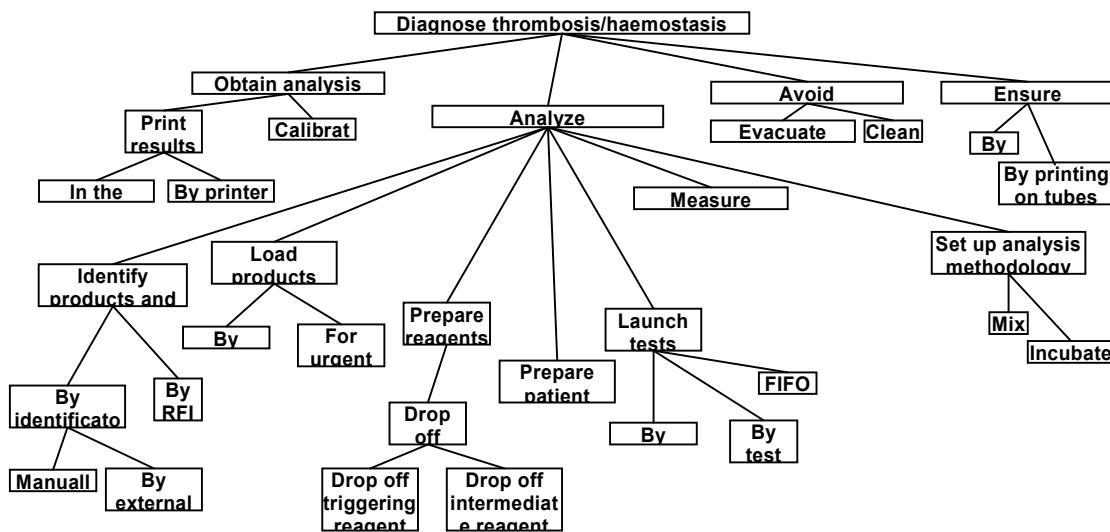 Diagnose thrombosis/haemostasis
Obtain analysis
Avoid
Ensure
Print
results
Calibrat
Analyze
Evacuate
Clean
By
In the
By printer
Measure
By printing
on tubes
Identify
products and
Load
products
Set up analysis
methodology
By
For
urgent
Prepare
reagents
Launch
tests
Mix
Incubate
By
identificato
By
RFI
Prepare
patient
FIFO
Drop
off
By
By
test
Manuall
By
external
Drop off
triggering
reagent
Drop off
intermediat
e reagent